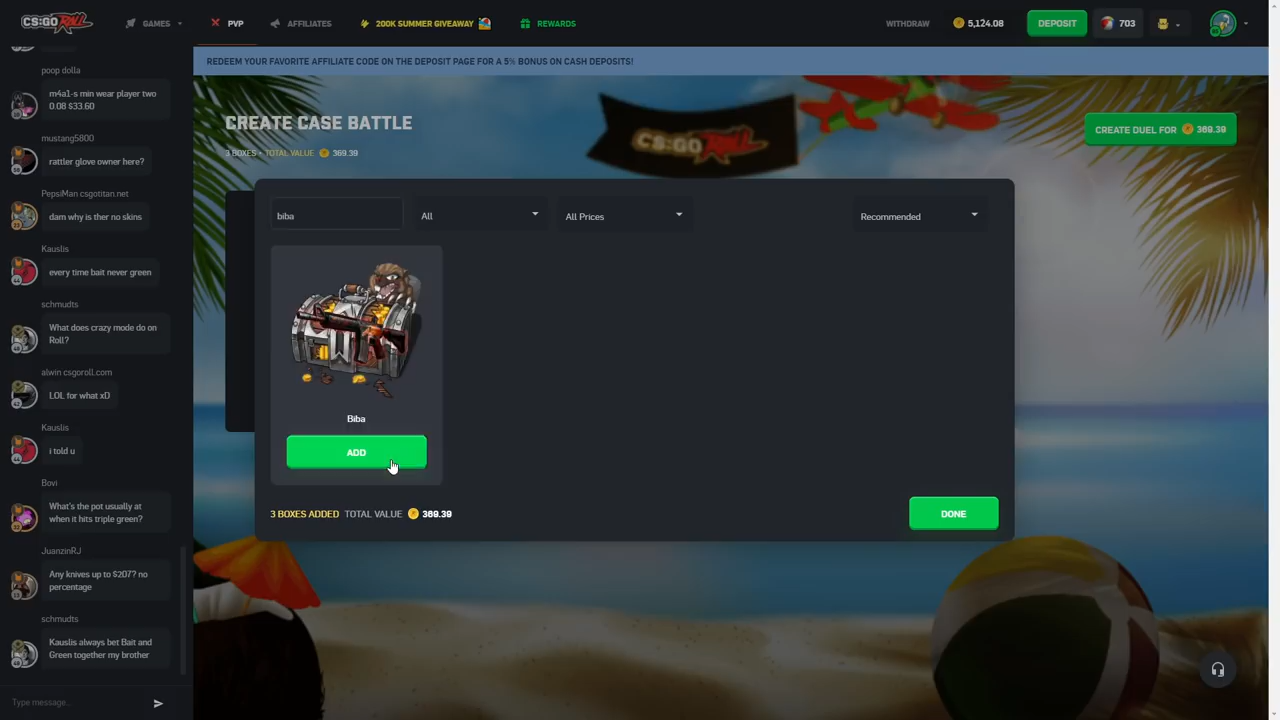 CS:GO ROLL
GAMES
PVP
AFFILIATES
200K SUMMER GIVEAWAY
REWARDS
WITHDRAW
5,124.08
DEPOSIT
703
REDEEM YOUR FAVORITE AFFILIATE CODE ON THE DEPOSIT PAGE FOR A 5% BONUS ON CASH DEPOSITS!
poop dolla
m4a1-s min wear player two
0.08 $33.60
mustang5800
rattler glove owner here?
PepsiMan csgotitan.net
dam why is ther no skins
Kauslis
every time bait never green
schmudts
What does crazy mode do on
Roll?
alwin csgoroll.com
LOL for what xD
Kauslis
i told u
Bovi
What's the pot usually at
when it hits triple green?
JuanzinRJ
Any knives up to $207? no
percentage
schmudts
Kauslis always bet Bait and
Green together my brother
Type message...
CREATE CASE BATTLE
3 BOXES • TOTAL VALUE 369.39
CS:GO ROLL
CREATE DUEL FOR 369.39
biba
All
All Prices
Recommended
Biba
ADD
3 BOXES ADDED TOTAL VALUE 369.39
DONE